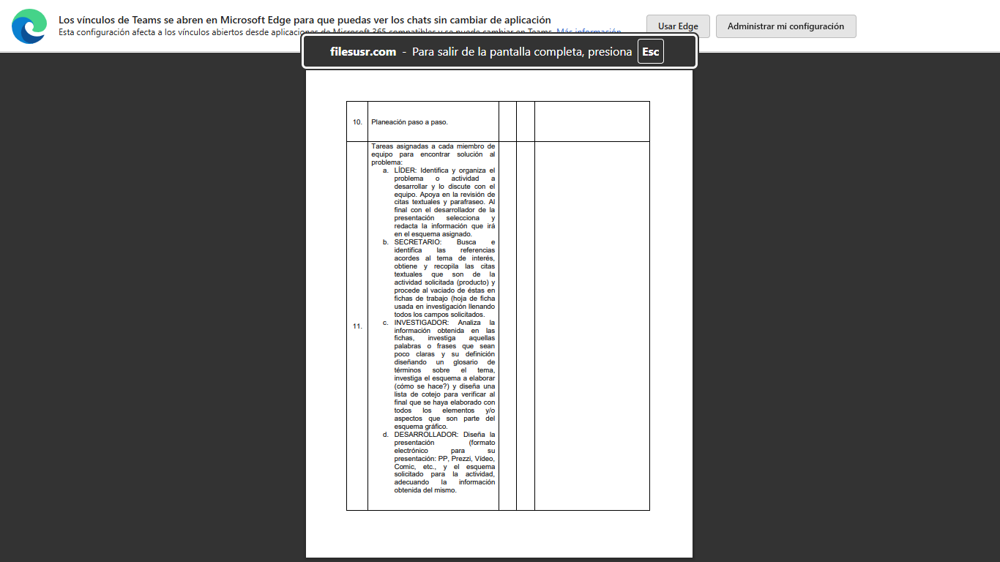 Los vínculos de Teams se abren en Microsoft Edge para que puedas ver los chats sin cambiar de aplicación
Esta configuración afecta a los vínculos abiertos desde aplicaciones de Microsoft 365 compatibles y se puede cambiar en Teams. Más información
Usar Edge
Administrar mi configuración
filesusr.com - Para salir de la pantalla completa, presiona Esc
10. Planeación paso a paso.
Tareas asignadas a cada miembro de
equipo para encontrar solución al
problema:
a. LÍDER: Identifica y organiza el
problema o actividad a
desarrollar y lo discute con el
equipo. Apoya en la revisión de
citas textuales y parafraseo. Al
final con el desarrollador de la
presentación selecciona y
redacta la información que irá
en el esquema asignado.
b. SECRETARIO: Busca e
identifica las referencias
acordes al tema de interés,
obtiene y recopila las citas
textuales que son de la
actividad solicitada (producto) y
procede al vaciado de éstas en
fichas de trabajo (hoja de ficha
usada en investigación llenando
todos los campos solicitados.
11.
c. INVESTIGADOR: Analiza la
información obtenida en las
fichas, investiga aquellas
palabras o frases que sean
poco claras y su definición
diseñando un glosario de
términos sobre el tema,
investiga el esquema a elaborar
(cómo se hace?) y diseña una
lista de cotejo para verificar al
final que se haya elaborado con
todos los elementos y/o
aspectos que son parte del
esquema gráfico.
d. DESARROLLADOR: Diseña la
presentación (formato
electrónico para su
presentación: PP, Prezzi, Vídeo,
Comic, etc., y el esquema
solicitado para la actividad,
adecuando la información
obtenida del mismo.